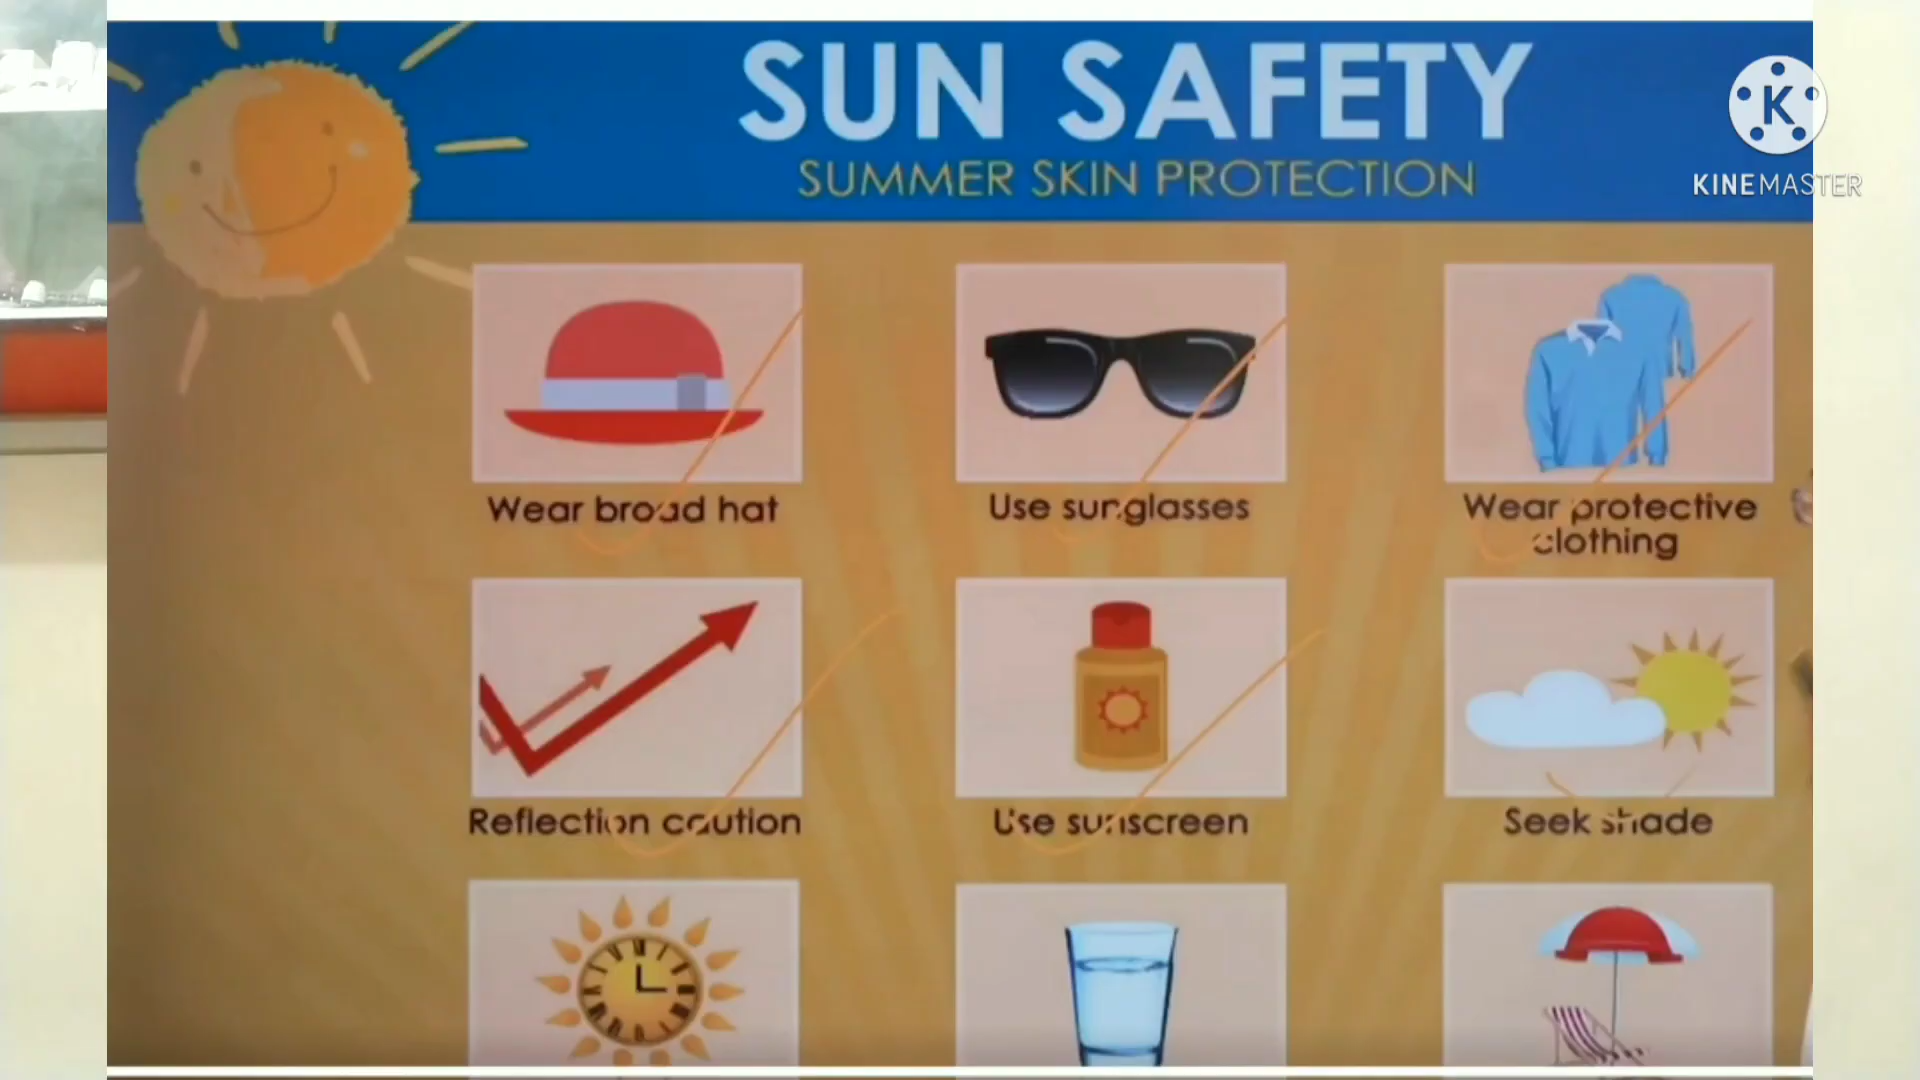 SUN SAFETY
SUMMER SKIN PROTECTION
K
KINEMASTER
Wear broad hat
Use sunglasses
Wear protective
clothing
Reflection caution
Use sunscreen
Seek shade